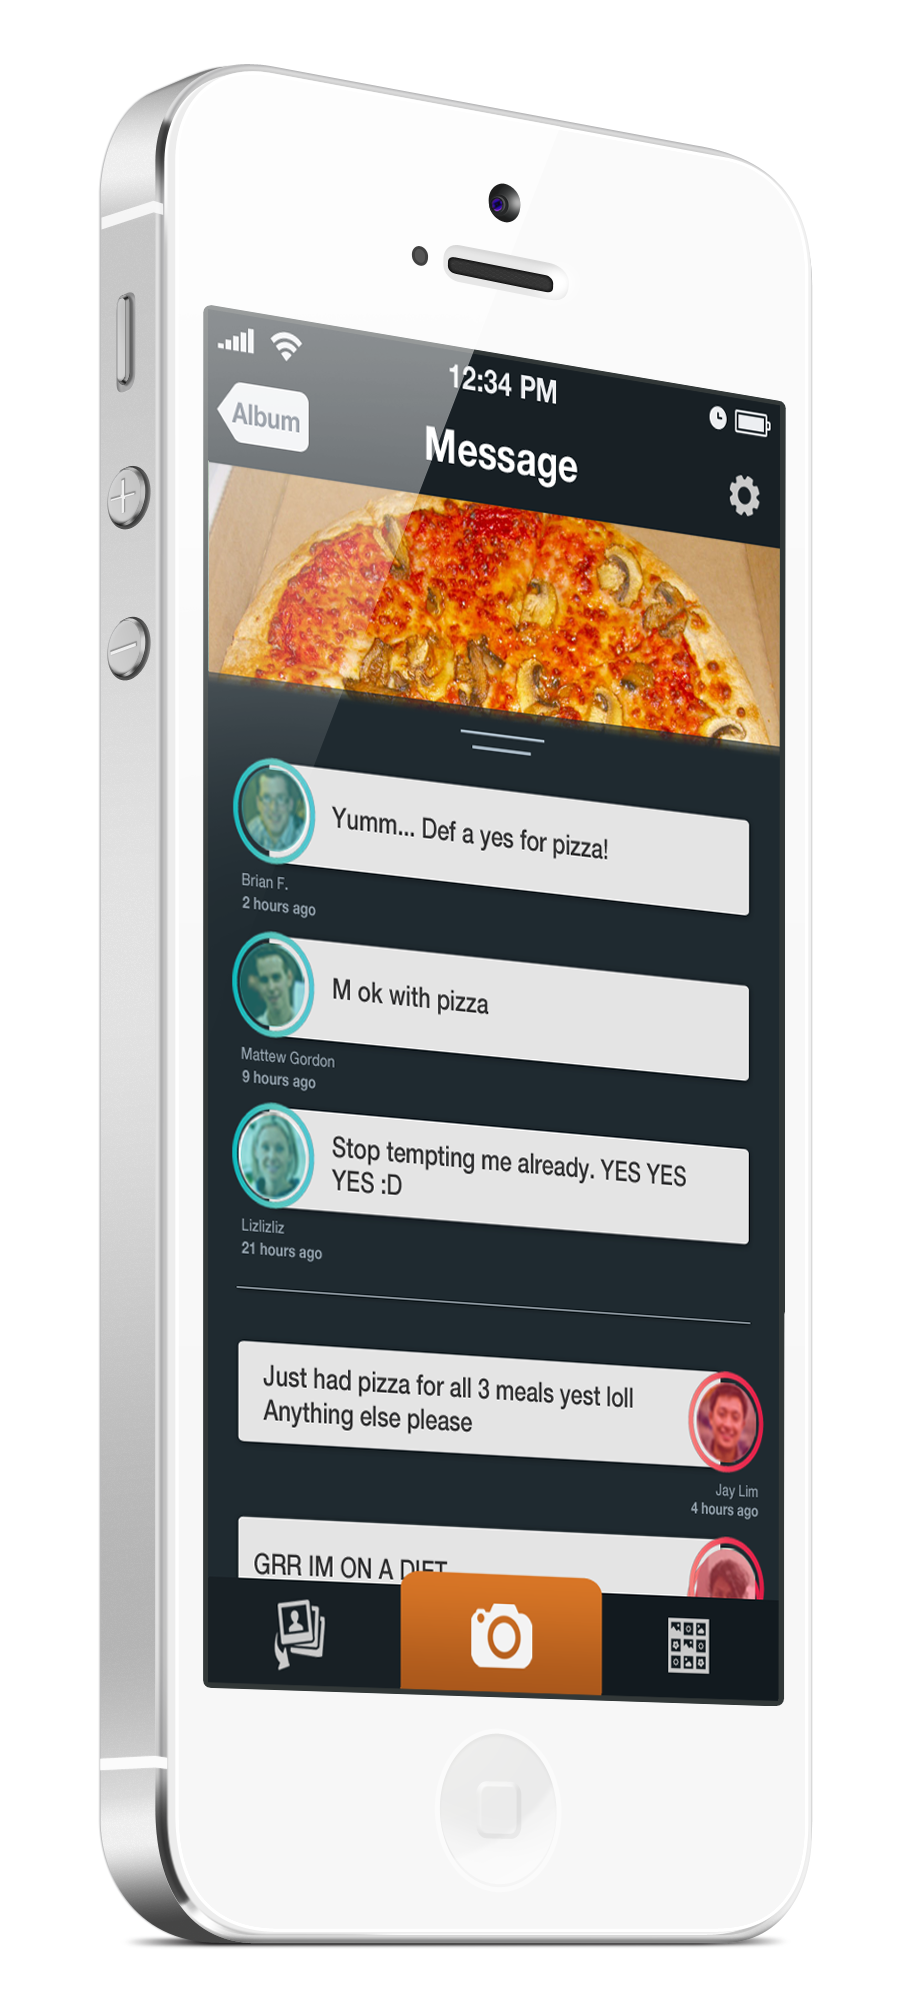 12:34 PM
Album
Message
Yumm... Def a yes for pizza!
Brian F.
2 hours ago
M ok with pizza
Mattew Gordon
9 hours ago
Stop tempting me already. YES YES
YES :D
Lizlizliz
21 hours ago
Just had pizza for all 3 meals yest loll
Anything else please
Jay Lim
4 hours ago
GRR IM ON A DIET